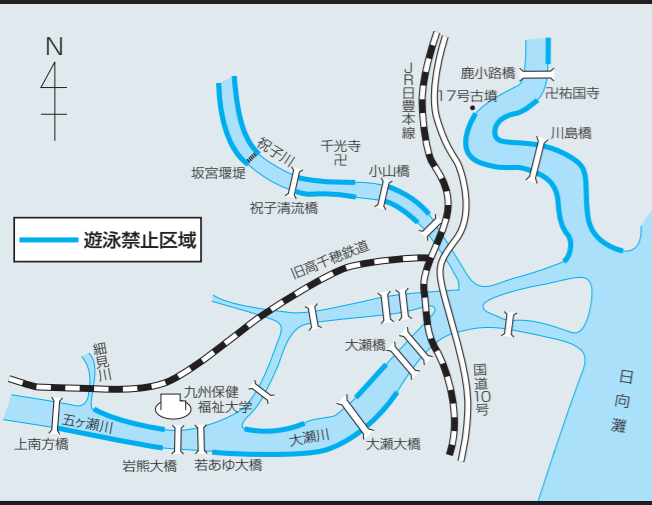 N
JR日豊本線
鹿小路橋
17号古墳
卍祐国寺
川島橋
祝子川
千光寺
卍
小山橋
坂宮堰堤
祝子清流橋
遊泳禁止区域
旧高千穂鉄道
細見川
大瀬橋
国道10号
日向灘
九州保健
福祉大学
五ヶ瀬川
大瀬川
上南方橋
岩熊大橋
若あゆ大橋
大瀬大橋